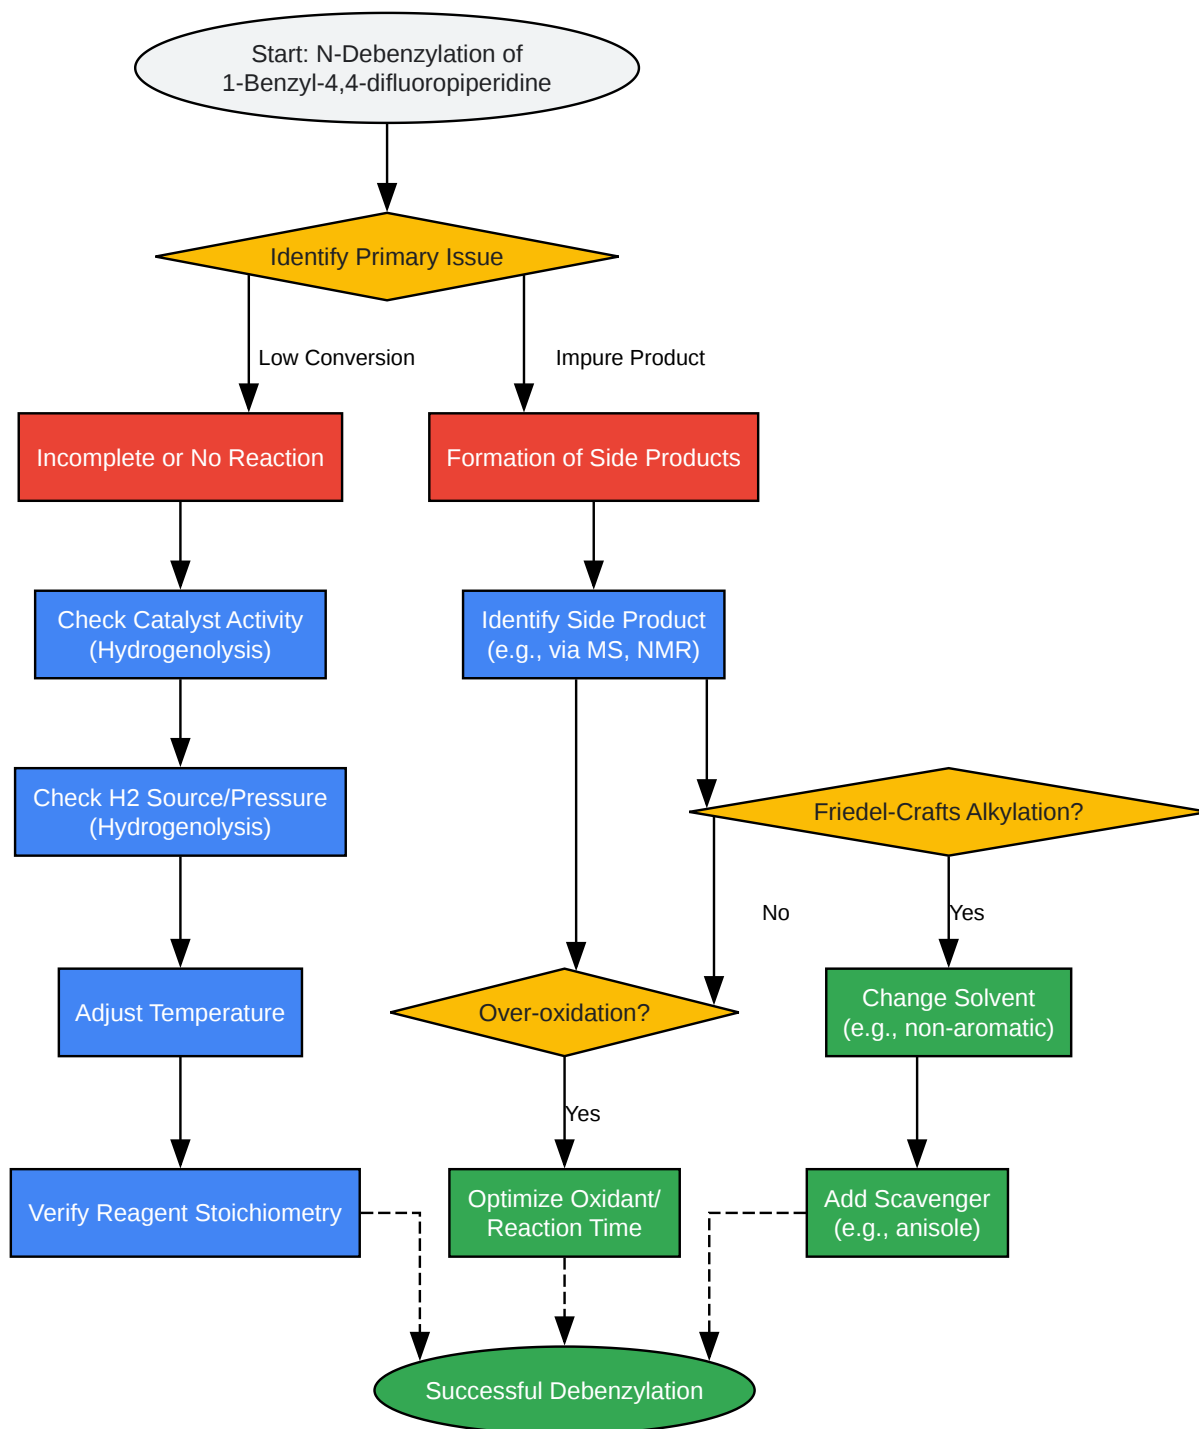 Start: N-Debenzylation of
1-Benzyl-4,4-difluoropiperidine
Identify Primary Issue
Low Conversion
Impure Product
Incomplete or No Reaction
Formation of Side Products
Check Catalyst Activity
(Hydrogenolysis)
Identify Side Product
(e.g., via MS, NMR)
Check H2 Source/Pressure
(Hydrogenolysis)
Friedel-Crafts Alkylation?
No
Yes
Adjust Temperature
Over-oxidation?
Change Solvent
(e.g., non-aromatic)
Yes
Verify Reagent Stoichiometry
Optimize Oxidant/
Reaction Time
Add Scavenger
(e.g., anisole)
Successful Debenzylation